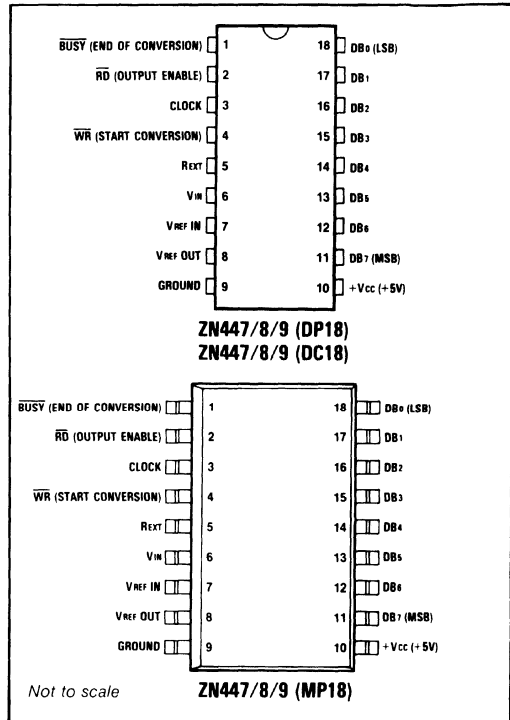 BUSY (END OF CONVERSION) 1 18 DB0 (LSB)
RD (OUTPUT ENABLE) 2 17 DB1
CLOCK 3 16 DB2
WR (START CONVERSION) 4 15 DB3
REXT 5 14 DB4
VIN 6 13 DB5
VREF IN 7 12 DB6
VREF OUT 8 11 DB7 (MSB)
GROUND 9 10 +VCC (+5V)
ZN447/8/9 (DP18)
ZN447/8/9 (DC18)
BUSY (END OF CONVERSION) 1 18 DB0 (LSB)
RD (OUTPUT ENABLE) 2 17 DB1
CLOCK 3 16 DB2
WR (START CONVERSION) 4 15 DB3
REXT 5 14 DB4
VIN 6 13 DB5
VREF IN 7 12 DB6
VREF OUT 8 11 DB7 (MSB)
GROUND 9 10 +VCC (+5V)
Not to scale
ZN447/8/9 (MP18)